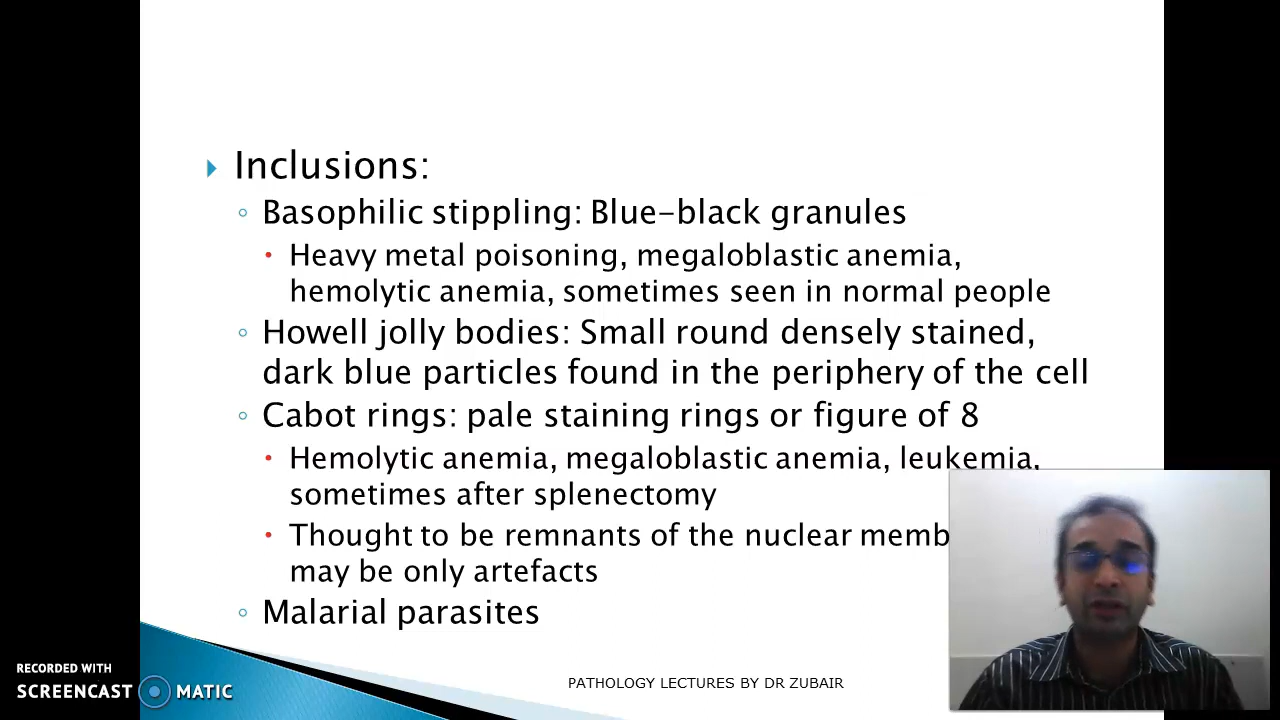 Inclusions:
Basophilic stippling: Blue-black granules
Heavy metal poisoning, megaloblastic anemia,
hemolytic anemia, sometimes seen in normal people
Howell jolly bodies: Small round densely stained,
dark blue particles found in the periphery of the cell
Cabot rings: pale staining rings or figure of 8
Hemolytic anemia, megaloblastic anemia, leukemia,
sometimes after splenectomy
Thought to be remnants of the nuclear memb
may be only artefacts
Malarial parasites
RECORDED WITH
SCREENCAST MATIC
PATHOLOGY LECTURES BY DR ZUBAIR